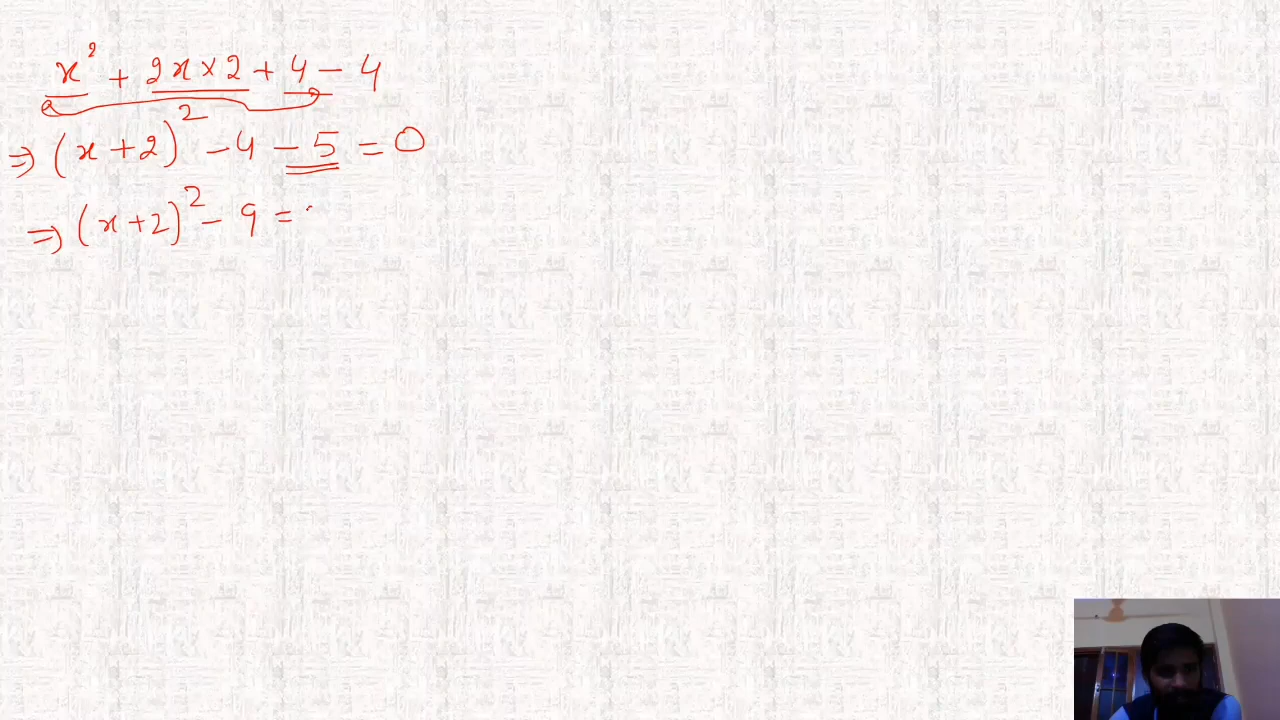 x² + 2x × 2 + 4 − 4
⇒ (x + 2)² − 4 − 5 = 0
⇒ (x + 2)² − 9 =